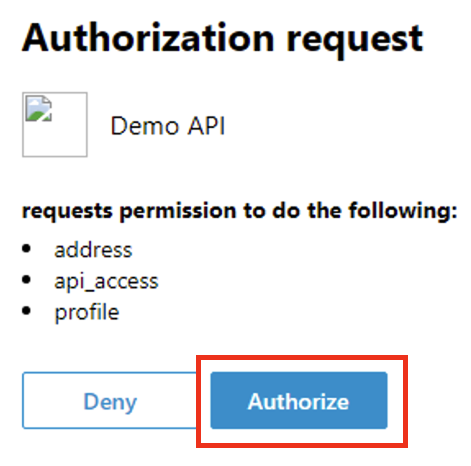 Authorization request
Demo API
requests permission to do the following:
• address
• api_access
• profile
Deny Authorize